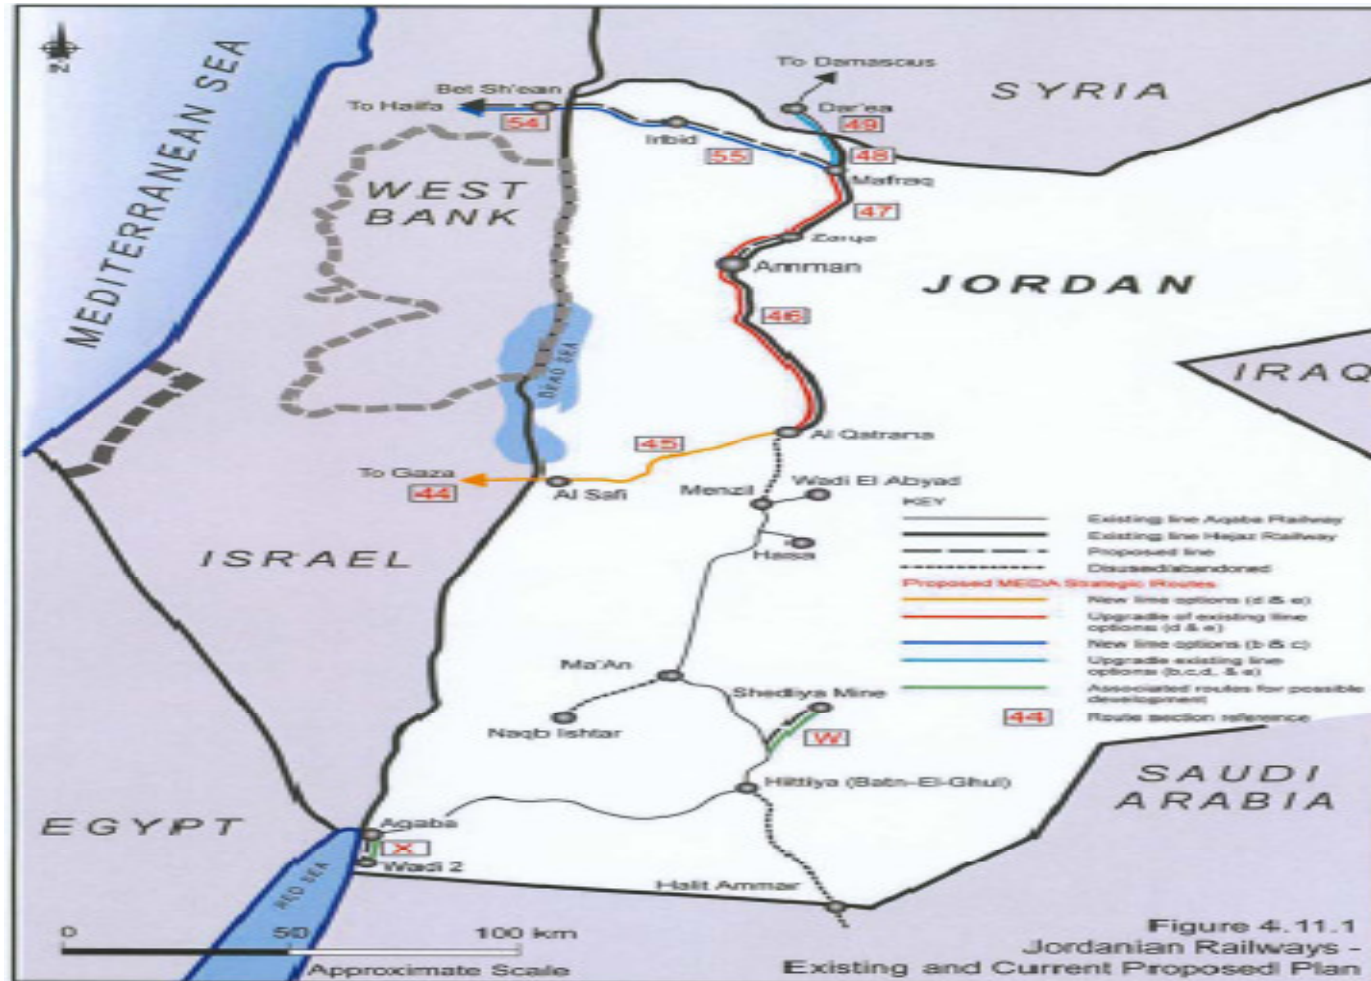 To Damascus
SYRIA
Bet Sh'ean
To Haifa
54
Dar'ea
49
Irbid
55
48
Mafraq
MEDITERRANEAN SEA
WEST
BANK
47
Zarqa
Amman
JORDAN
46
IRAQ
DEAD SEA
Al Qatrana
45
To Gaza
44
Al Safi
Menzil
Wadi El Abyad
Hasa
ISRAEL
KEY
Existing line Aqaba Railway
Existing line Hejaz Railway
Proposed line
Disused/abandoned
Proposed MEDA Strategic Routes
New line options (d & e)
Upgrade of existing line
options (d & e)
New line options (b & c)
Upgrade existing line
options (b,c,d, & e)
Associated routes for possible
development
44 Route section reference
Ma'An
Shediya Mine
Naqb Ishtar
W
Hittiya (Batn-El-Ghul)
SAUDI
ARABIA
EGYPT
Aqaba
X
Wadi 2
RED SEA
Halit Ammar
0 50 100 km
Approximate Scale
Figure 4.11.1
Jordanian Railways -
Existing and Current Proposed Plan